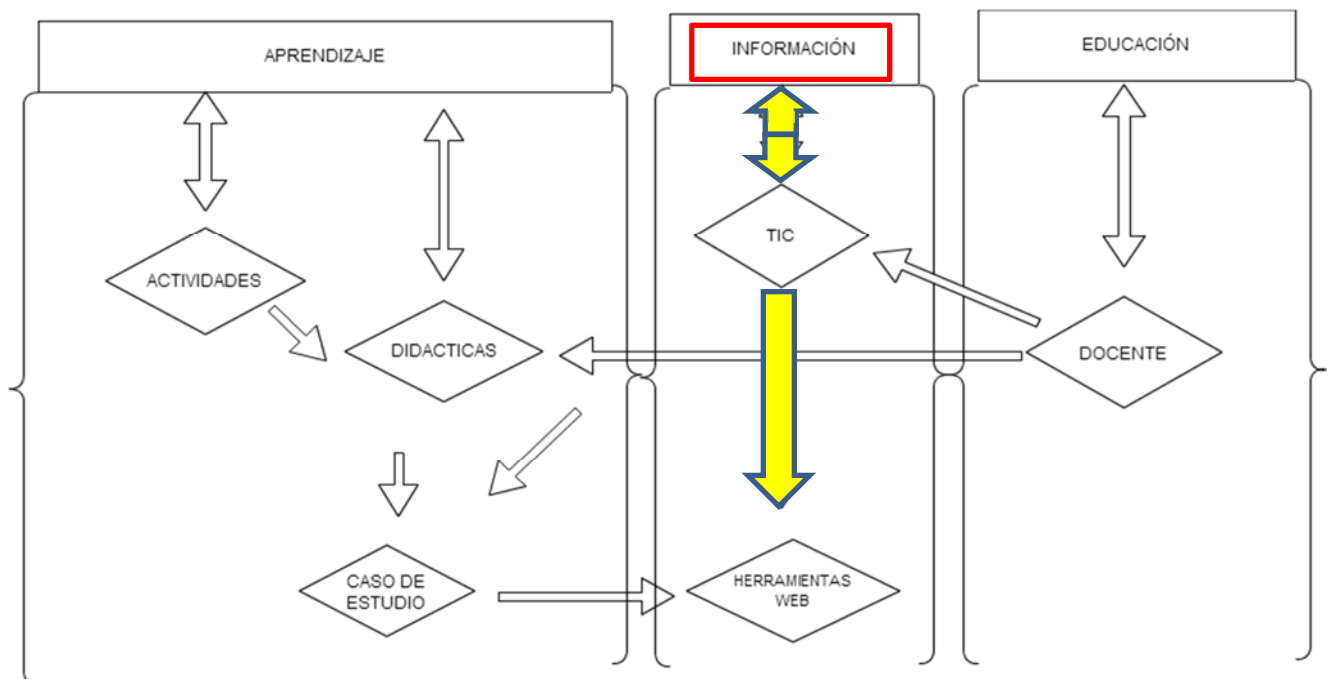 APRENDIZAJE
INFORMACIÓN
EDUCACIÓN
TIC
ACTIVIDADES
DIDACTICAS
DOCENTE
CASO DE
ESTUDIO
HERRAMIENTAS
WEB